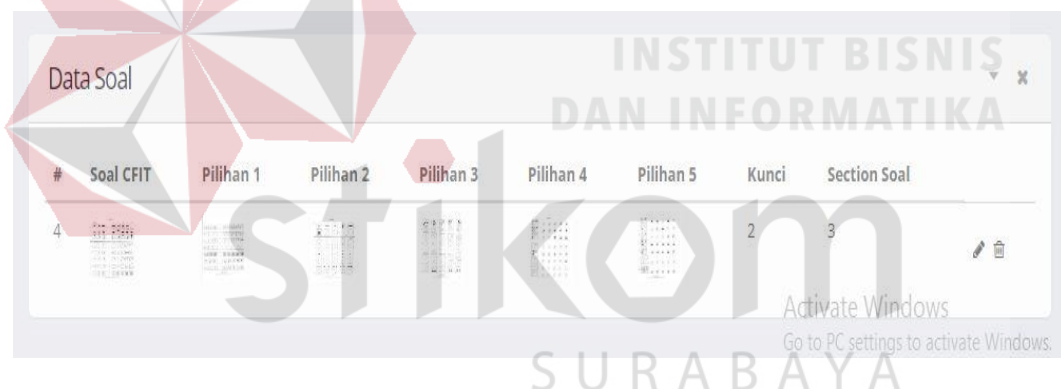 INSTITUT BISNIS
DAN INFORMATIKA
stikom
SURABAYA
Data Soal
# Soal CFIT Pilihan 1 Pilihan 2 Pilihan 3 Pilihan 4 Pilihan 5 Kunci Section Soal
4 2 3
Activate Windows
Go to PC settings to activate Windows.